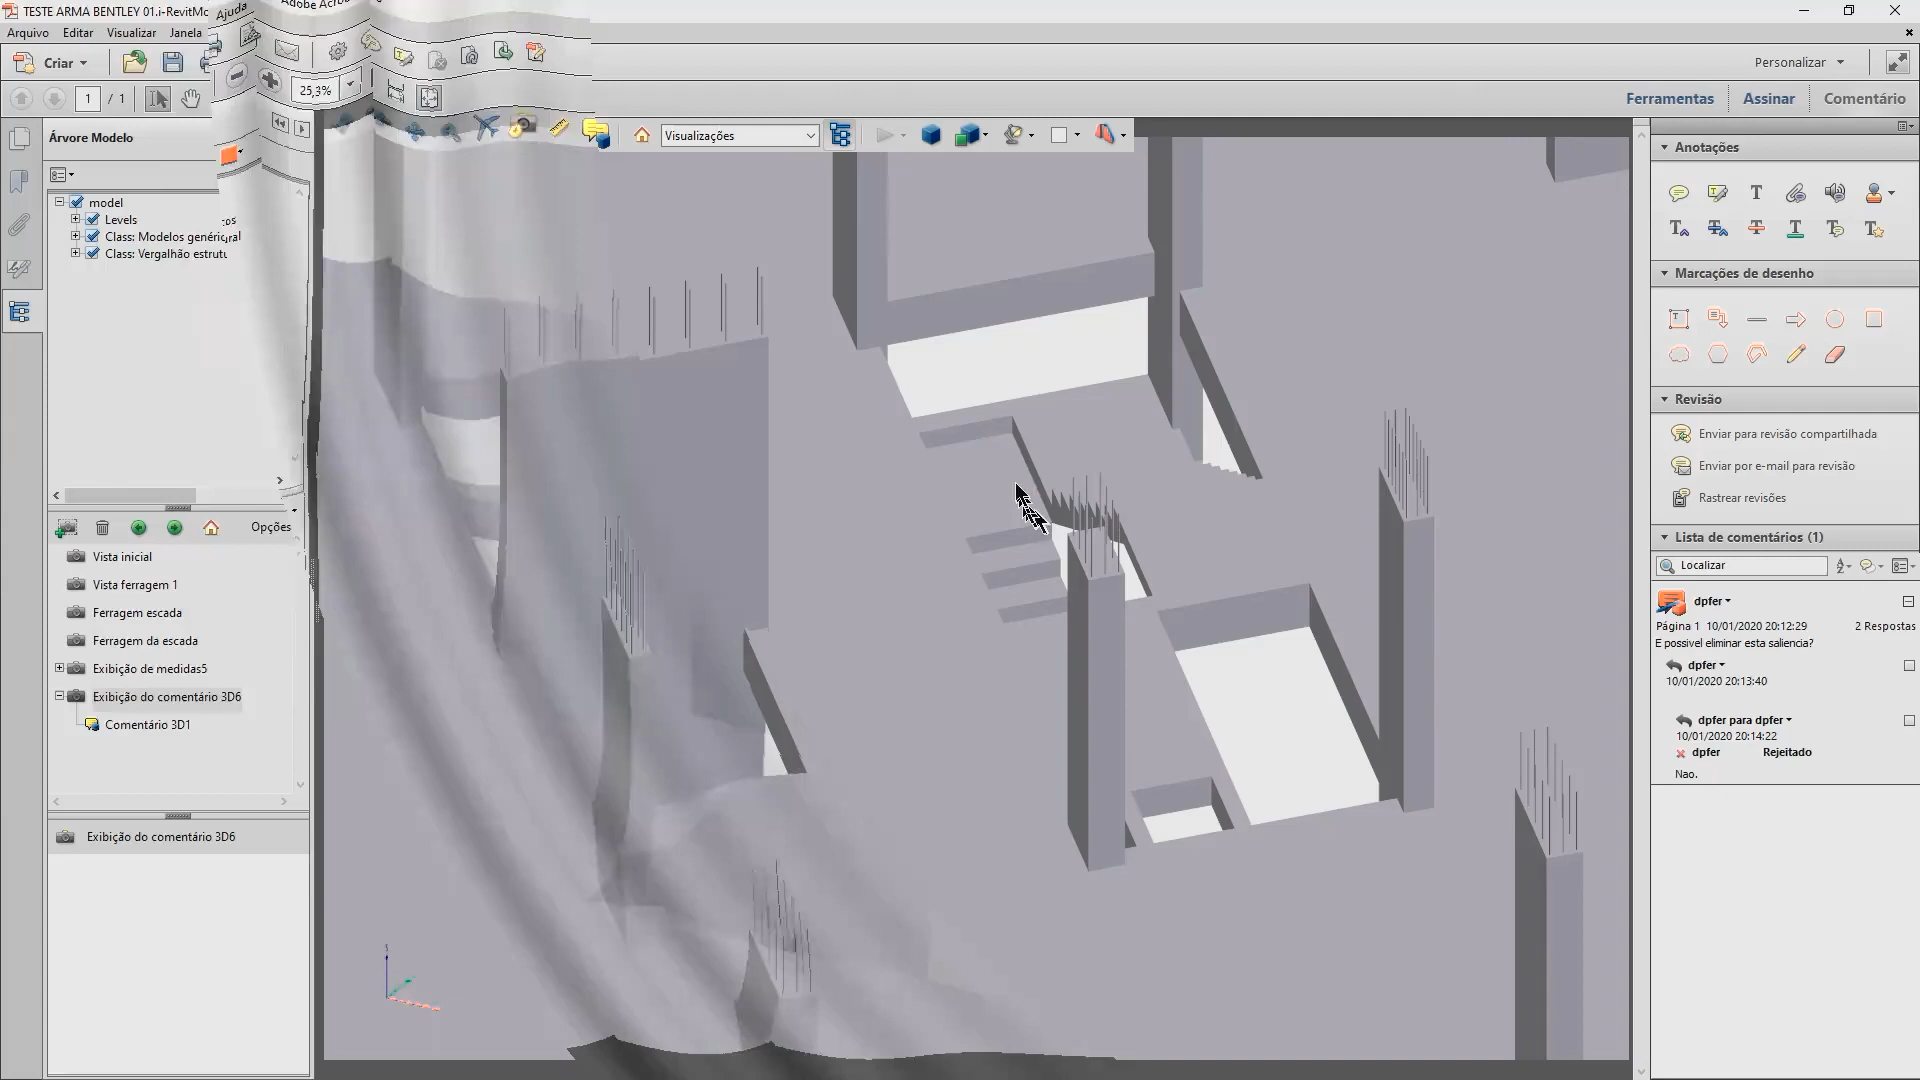 TESTE ARMA BENTLEY 01.i-RevitMo
Ajuda
Arquivo Editar Visualizar Janela
Criar
Personalizar
1 / 1
25,3%
Ferramentas Assinar Comentário
Árvore Modelo
Visualizações
model
Levels
Class: Modelos genéric
Class: Vergalhão estrutu
Opções
Vista inicial
Vista ferragem 1
Ferragem escada
Ferragem da escada
Exibição de medidas5
Exibição do comentário 3D6
Comentário 3D1
Exibição do comentário 3D6
Anotações
Marcações de desenho
Revisão
Enviar para revisão compartilhada
Enviar por e-mail para revisão
Rastrear revisões
Lista de comentários (1)
Localizar
dpfer
Página 1 10/01/2020 20:12:29 2 Respostas
E possivel eliminar esta saliencia?
dpfer
10/01/2020 20:13:40
dpfer para dpfer
10/01/2020 20:14:22
dpfer Rejeitado
Nao.